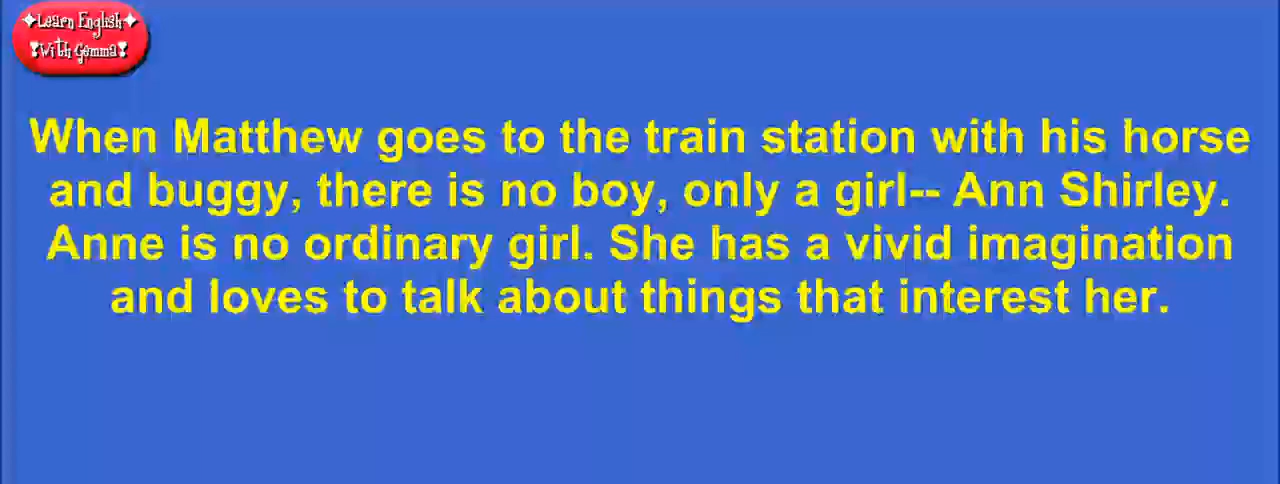 Learn English
With Gemma
When Matthew goes to the train station with his horse
and buggy, there is no boy, only a girl-- Ann Shirley.
Anne is no ordinary girl. She has a vivid imagination
and loves to talk about things that interest her.